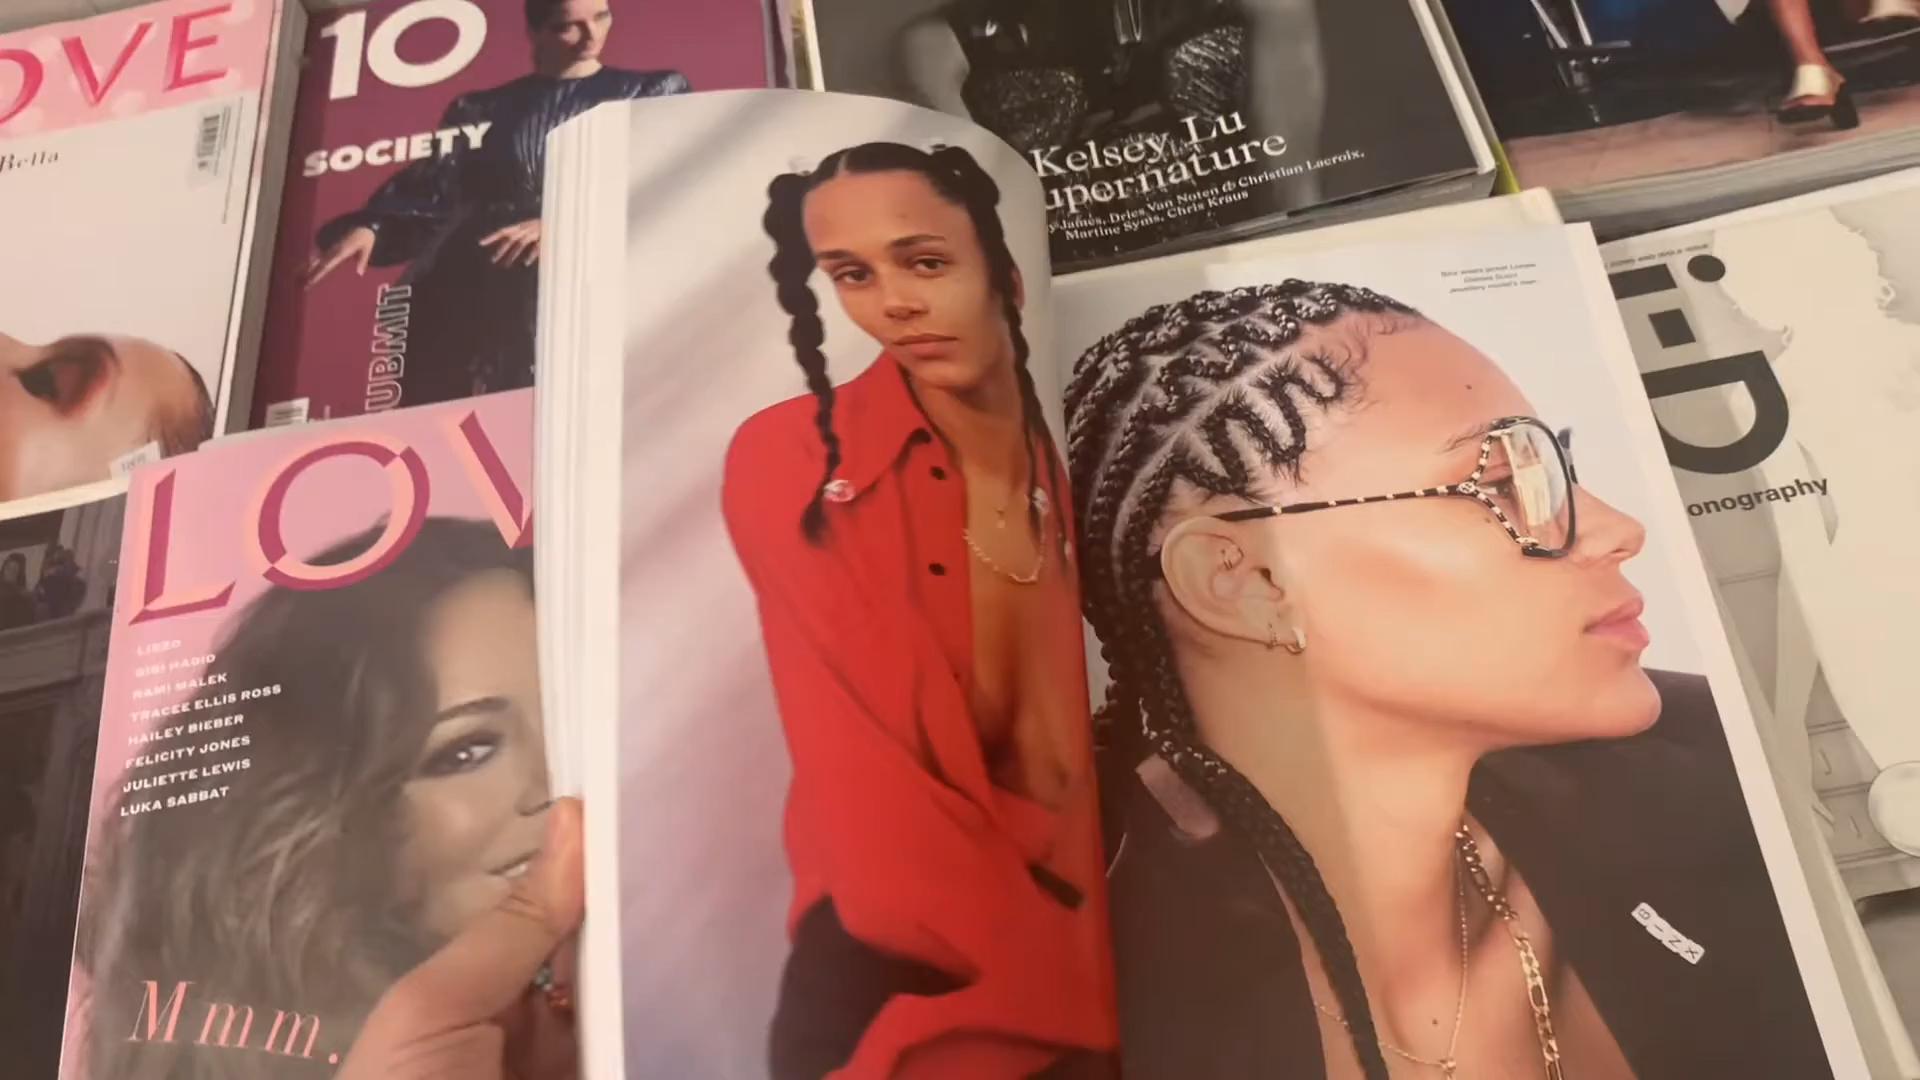 OVE
Bella
10
SOCIETY
UBMIT
Kelsey Lu
upernature
James, Dries Van Noten & Christian Lacroix,
Martine Syms, Chris Kraus
LOV
LIZZO
GIGI HADID
RAMI MALEK
TRACEE ELLIS ROSS
HAILEY BIEBER
FELICITY JONES
JULIETTE LEWIS
LUKA SABBAT
Mmm.
i-D
onography